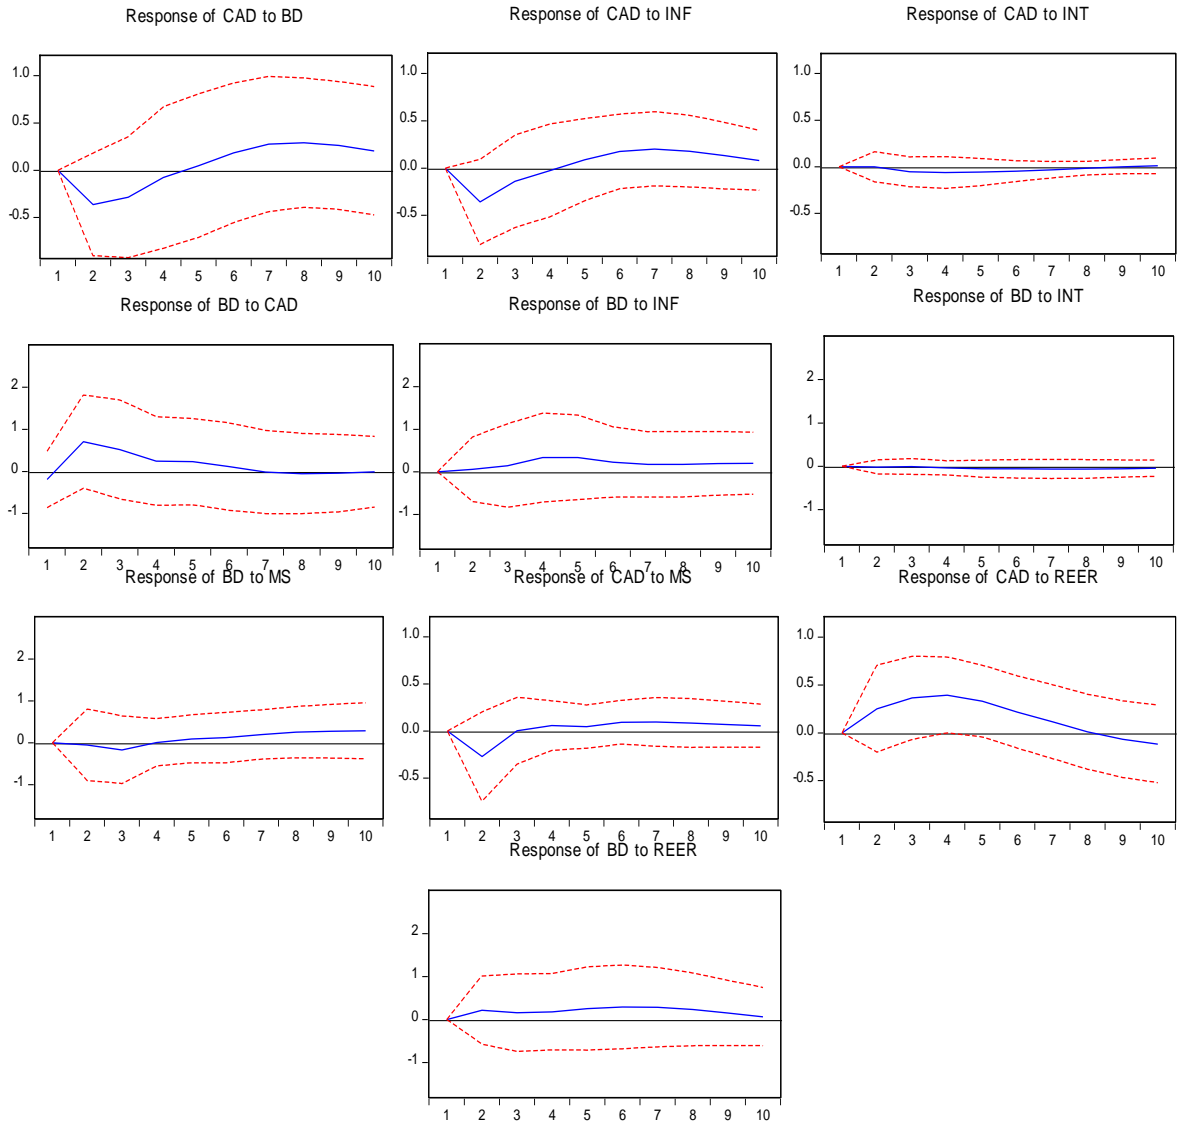 Response of CAD to BD
Response of CAD to INF
Response of CAD to INT
1.0
0.5
0.0
-0.5
1 2 3 4 5 6 7 8 9 10
1.0
0.5
0.0
-0.5
1 2 3 4 5 6 7 8 9 10
1.0
0.5
0.0
-0.5
1 2 3 4 5 6 7 8 9 10
Response of BD to CAD
Response of BD to INF
Response of BD to INT
2
1
0
-1
1 2 3 4 5 6 7 8 9 10
2
1
0
-1
1 2 3 4 5 6 7 8 9 10
2
1
0
-1
1 2 3 4 5 6 7 8 9 10
Response of BD to MS
Response of CAD to MS
Response of CAD to REER
2
1
0
-1
1 2 3 4 5 6 7 8 9 10
1.0
0.5
0.0
-0.5
1 2 3 4 5 6 7 8 9 10
1.0
0.5
0.0
-0.5
1 2 3 4 5 6 7 8 9 10
Response of BD to REER
2
1
0
-1
1 2 3 4 5 6 7 8 9 10